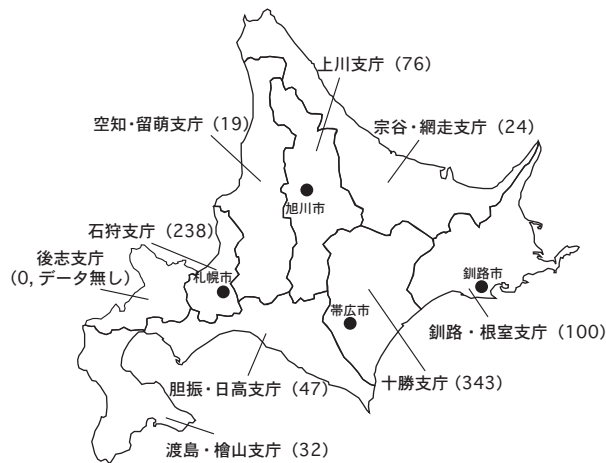 上川支庁（76）
空知・留萌支庁（19）
宗谷・網走支庁（24）
旭川市
石狩支庁（238）
後志支庁
（0, データ無し）
札幌市
釧路市
帯広市
釧路・根室支庁（100）
十勝支庁（343）
胆振・日高支庁（47）
渡島・檜山支庁（32）